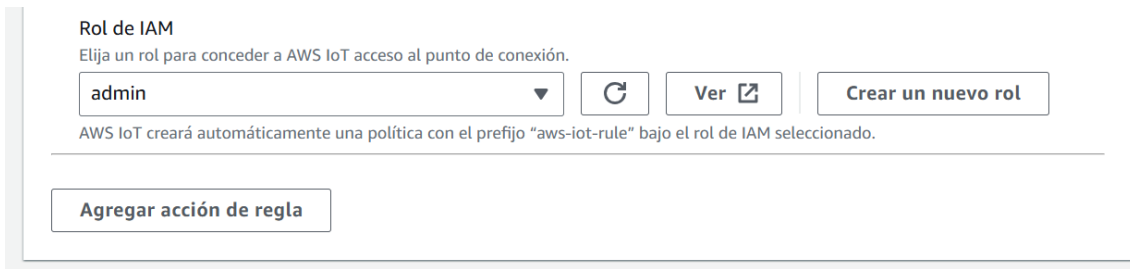 Rol de IAM
Elija un rol para conceder a AWS IoT acceso al punto de conexión.
admin Ver Crear un nuevo rol
AWS IoT creará automáticamente una política con el prefijo “aws-iot-rule” bajo el rol de IAM seleccionado.
Agregar acción de regla